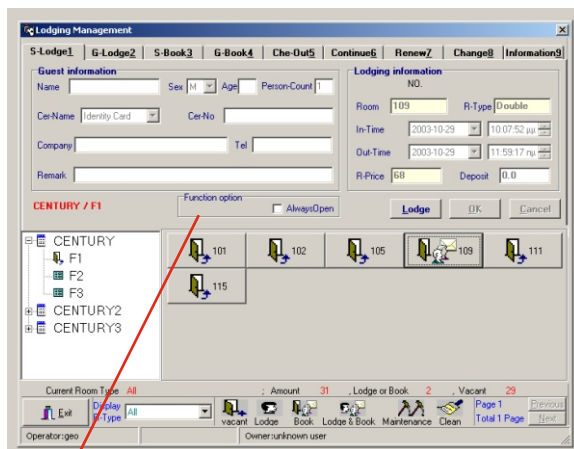 Lodging Management
S-Lodge1 G-Lodge2 S-Book3 G-Book4 Che-Out5 Continue6 Renew7 Change8 Information9
Guest information
Name Sex M Age Person-Count 1
Cer-Name Identity Card Cer-No
Company Tel
Remark
Lodging information
NO.
Room 109 R-Type Double
In-Time 2003-10-29 10:07:52 μμ
Out-Time 2003-10-29 11:59:17 πμ
R-Price 68 Deposit 0.0
CENTURY / F1
Function option
AlwaysOpen
Lodge OK Cancel
CENTURY
F1
F2
F3
CENTURY2
CENTURY3
101 102 105 109 111
115
Current Room Type All ; Amount 31 , Lodge or Book 2 , Vacant 29
Exit Display R-Type All
vacant Lodge Book Lodge & Book Maintenance Clean
Page 1 Previous
Total 1 Page Next
Operator:geo Owner:unknown user